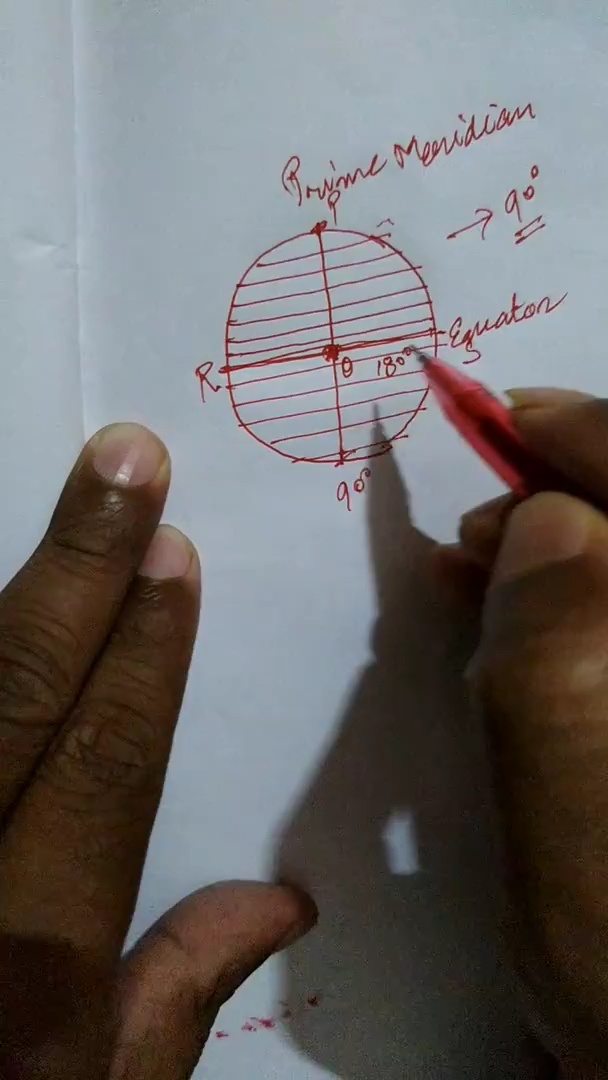 Prime Meridian
P
→ 90°
Equator
R
θ 180°
S
90°